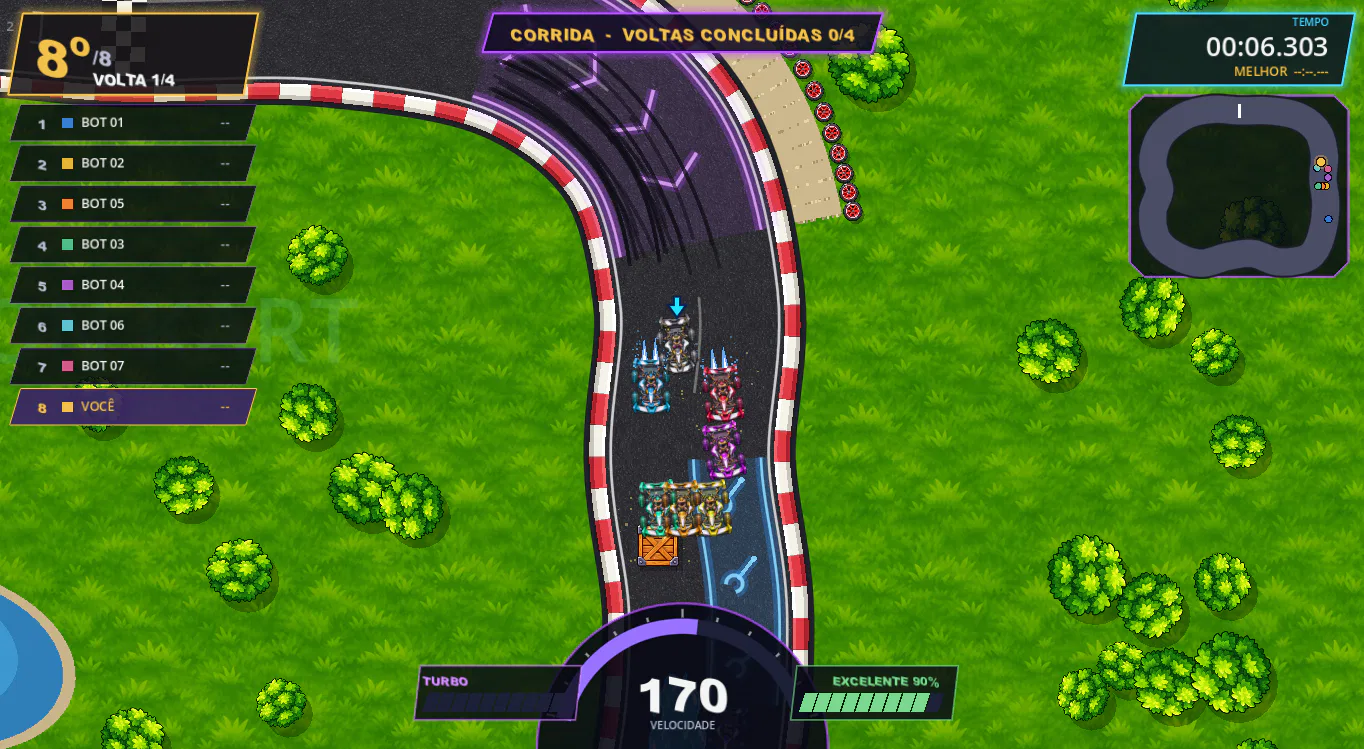 2
8º/8
VOLTA 1/4
CORRIDA - VOLTAS CONCLUÍDAS 0/4
TEMPO
00:06.303
MELHOR --:--.---
1 BOT 01 --
2 BOT 02 --
3 BOT 05 --
4 BOT 03 --
5 BOT 04 --
6 BOT 06 --
7 BOT 07 --
8 VOCÊ --
TURBO
170
VELOCIDADE
EXCELENTE 90%